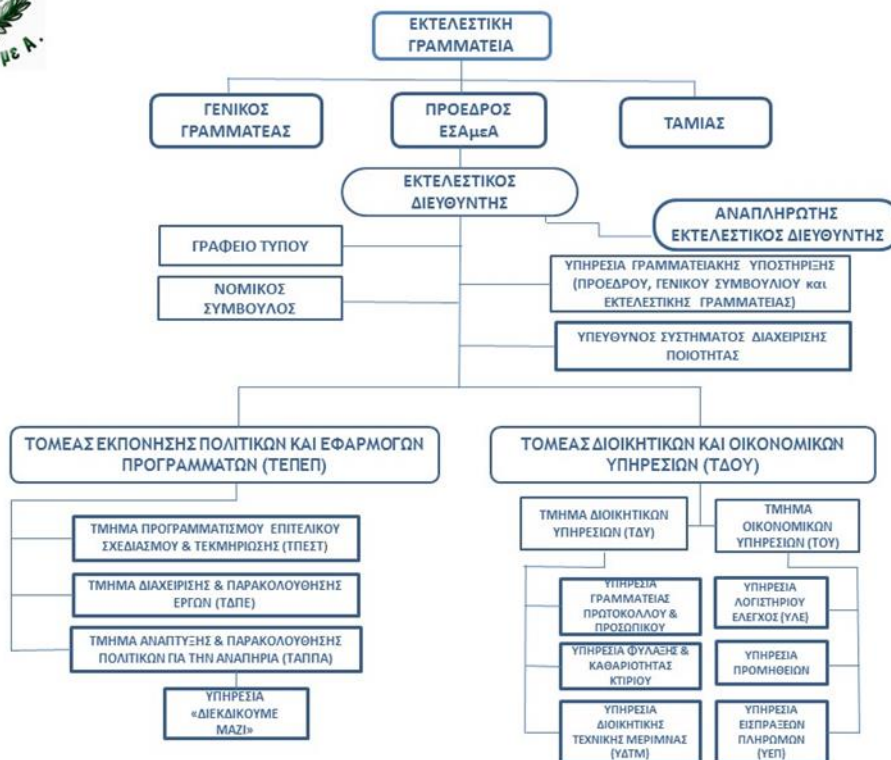 με Α.
ΕΚΤΕΛΕΣΤΙΚΗ
ΓΡΑΜΜΑΤΕΙΑ
ΓΕΝΙΚΟΣ
ΓΡΑΜΜΑΤΕΑΣ
ΠΡΟΕΔΡΟΣ
ΕΣΑμεΑ
ΤΑΜΙΑΣ
ΕΚΤΕΛΕΣΤΙΚΟΣ
ΔΙΕΥΘΥΝΤΗΣ
ΑΝΑΠΛΗΡΩΤΗΣ
ΕΚΤΕΛΕΣΤΙΚΟΣ ΔΙΕΥΘΥΝΤΗΣ
ΓΡΑΦΕΙΟ ΤΥΠΟΥ
ΥΠΗΡΕΣΙΑ ΓΡΑΜΜΑΤΕΙΑΚΗΣ ΥΠΟΣΤΗΡΙΞΗΣ
(ΠΡΟΕΔΡΟΥ, ΓΕΝΙΚΟΥ ΣΥΜΒΟΥΛΙΟΥ και
ΕΚΤΕΛΕΣΤΙΚΗΣ ΓΡΑΜΜΑΤΕΙΑΣ)
ΝΟΜΙΚΟΣ
ΣΥΜΒΟΥΛΟΣ
ΥΠΕΥΘΥΝΟΣ ΣΥΣΤΗΜΑΤΟΣ ΔΙΑΧΕΙΡΙΣΗΣ
ΠΟΙΟΤΗΤΑΣ
ΤΟΜΕΑΣ ΕΚΠΟΝΗΣΗΣ ΠΟΛΙΤΙΚΩΝ ΚΑΙ ΕΦΑΡΜΟΓΩΝ
ΠΡΟΓΡΑΜΜΑΤΩΝ (ΤΕΠΕΠ)
ΤΜΗΜΑ ΠΡΟΓΡΑΜΜΑΤΙΣΜΟΥ ΕΠΙΤΕΛΙΚΟΥ
ΣΧΕΔΙΑΣΜΟΥ & ΤΕΚΜΗΡΙΩΣΗΣ (ΤΠΕΣΤ)
ΤΜΗΜΑ ΔΙΑΧΕΙΡΙΣΗΣ & ΠΑΡΑΚΟΛΟΥΘΗΣΗΣ
ΕΡΓΩΝ (ΤΔΠΕ)
ΤΜΗΜΑ ΑΝΑΠΤΥΞΗΣ & ΠΑΡΑΚΟΛΟΥΘΗΣΗΣ
ΠΟΛΙΤΙΚΩΝ ΓΙΑ ΤΗΝ ΑΝΑΠΗΡΙΑ (ΤΑΠΠΑ)
ΥΠΗΡΕΣΙΑ
«ΔΙΕΚΔΙΚΟΥΜΕ
ΜΑΖΙ»
ΤΟΜΕΑΣ ΔΙΟΙΚΗΤΙΚΩΝ ΚΑΙ ΟΙΚΟΝΟΜΙΚΩΝ
ΥΠΗΡΕΣΙΩΝ (ΤΔΟΥ)
ΤΜΗΜΑ ΔΙΟΙΚΗΤΙΚΩΝ
ΥΠΗΡΕΣΙΩΝ (ΤΔΥ)
ΥΠΗΡΕΣΙΑ
ΓΡΑΜΜΑΤΕΙΑΣ
ΠΡΩΤΟΚΟΛΛΟΥ &
ΠΡΟΣΩΠΙΚΟΥ
ΥΠΗΡΕΣΙΑ ΦΥΛΑΞΗΣ &
ΚΑΘΑΡΙΟΤΗΤΑΣ
ΚΤΙΡΙΟΥ
ΥΠΗΡΕΣΙΑ
ΔΙΟΙΚΗΤΙΚΗΣ
ΤΕΧΝΙΚΗΣ ΜΕΡΙΜΝΑΣ
(ΥΔΤΜ)
ΤΜΗΜΑ
ΟΙΚΟΝΟΜΙΚΩΝ
ΥΠΗΡΕΣΙΩΝ (ΤΟΥ)
ΥΠΗΡΕΣΙΑ
ΛΟΓΙΣΤΗΡΙΟΥ
ΕΛΕΓΧΟΣ (ΥΛΕ)
ΥΠΗΡΕΣΙΑ
ΠΡΟΜΗΘΕΙΩΝ
ΥΠΗΡΕΣΙΑ
ΕΙΣΠΡΑΞΕΩΝ
ΠΛΗΡΩΜΩΝ
(ΥΕΠ)